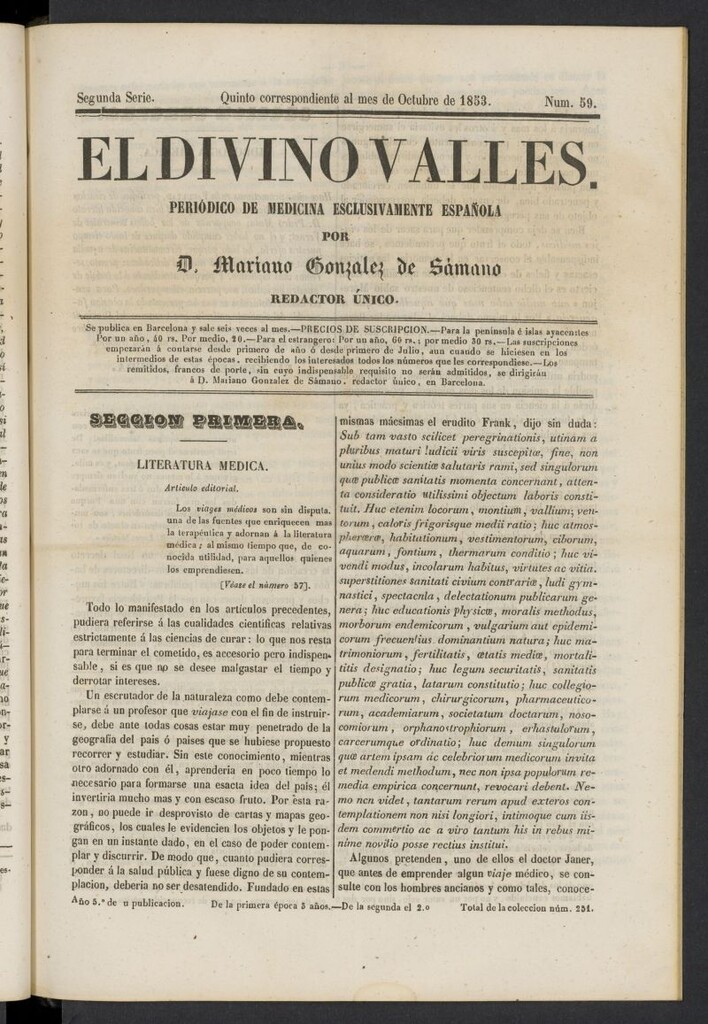 Segunda Serie. Quinto correspondiente al mes de Octubre de 1853. Num. 59.
EL DIVINO VALLES.
PERIÓDICO DE MEDICINA ESCLUSIVAMENTE ESPAÑOLA
POR
D. Mariano Gonzalez de Sámano
REDACTOR ÚNICO.
Se publica en Barcelona y sale seis veces al mes.—PRECIOS DE SUSCRIPCION.—Para la península é islas ayacentes
Por un año, 40 rs. Por medio, 20.—Para el estrangero: Por un año, 60 rs.; por medio 30 rs.—Las suscripciones
empezarán á contarse desde primero de año ó desde primero de Julio, aun cuando se hiciesen en los
intermedios de estas épocas, recibiendo los interesados todos los números que les correspondiese.—Los
remitidos, francos de porte, sin cuyo indispensable requisito no serán admitidos, se dirigirán
á D. Mariano Gonzalez de Sámano, redactor único, en Barcelona.
SECCION PRIMERA.
LITERATURA MEDICA.
Articulo editorial.
Los viages médicos son sin disputa,
una de las fuentes que enriquecen mas
la terapéutica y adornan á la literatura
médica; al mismo tiempo que, de co-
nocida utilidad, para aquellos quienes
los emprendiesen.
[Véase el número 57].
Todo lo manifestado en los artículos precedentes,
pudiera referirse á las cualidades cientificas relativas
estrictamente á las ciencias de curar: lo que nos resta
para terminar el cometido, es accesorio pero indispen-
sable, si es que no se desee malgastar el tiempo y
derrotar intereses.
Un escrutador de la naturaleza como debe contem-
plarse á un profesor que viajase con el fin de instruir-
se, debe ante todas cosas estar muy penetrado de la
geografía del pais ó paises que se hubiese propuesto
recorrer y estudiar. Sin este conocimiento, mientras
otro adornado con él, aprenderia en poco tiempo lo
necesario para formarse una esacta idea del pais; él
invertiria mucho mas y con escaso fruto. Por ésta ra-
zon, no puede ir desprovisto de cartas y mapas geo-
gráficos, los cuales le evidencien los objetos y le pon-
gan en un instante dado, en el caso de poder contem-
plar y discurrir. De modo que, cuanto pudiera corres-
ponder á la salud pública y fuese digno de su contem-
placion, deberia no ser desatendido. Fundado en estas
mismas mácsimas el erudito Frank, dijo sin duda:
Sub tam vasto scilicet peregrinationis, utinám a
pluribus maturi ludicii viris susceptiæ, fine, non
unius modo scientiæ salutaris rami, sed singulorum
quæ publicæ sanitatis momenta concernant, atten-
ta consideratio utilissimi objectum laboris consti-
tuit. Huc etenim locorum, montium, vallium; ven-
torum, caloris frigorisque medii ratio; huc atmos-
phæreræ, habitutionum, vestimentorum, ciborum,
aquarum, fontium, thermarum conditio; huc vi-
vendi modus, incolarum habitus, virtutes ac vitia.
superstitiones sanitati civium contrariæ, ludi gym-
nastici, spectacnla, delectationum publicarum ge-
nera; huc educationis physicæ, moralis methodus,
morborum endemicorum, vulgarium aut epidemi-
corum frecuentius dominantium natura; huc ma-
trimoniorum, fertilitas, ætatis mediæ, mortali-
titis designatio; huc legum securitatis, sanitatis
publicæ gratia, latarum constitutio; huc collegio-
rum medicorum, chirurgicorum, pharmaceutico-
rum, academiarum, societatum doctarum, noso-
comiorum, orphanostrophiorum, erhastulorum,
carcerumque ordinatio; huc demum singulorum
quæ artem ipsam ác celebriorum medicorum invita
et medendi methodum, nec non ipsa populorum re-
media empirica concernunt, revocari debent. Ne-
mo ncn videt, tantarum rerum apud exteros con-
templationem non nisi longiori, intimoque cum iis-
dem commertio ac a viro tantum his in rebus mi-
nime novilio posse rectius institui.
Algunos pretenden, uno de ellos el doctor Janer,
que antes de emprender algun viaje médico, se con-
sulte con los hombres ancianos y como tales, conoce-
Año 5.º de u publicacion. De la primera época 3 años.—De la segunda el 2.º Total de la coleccion núm. 251.